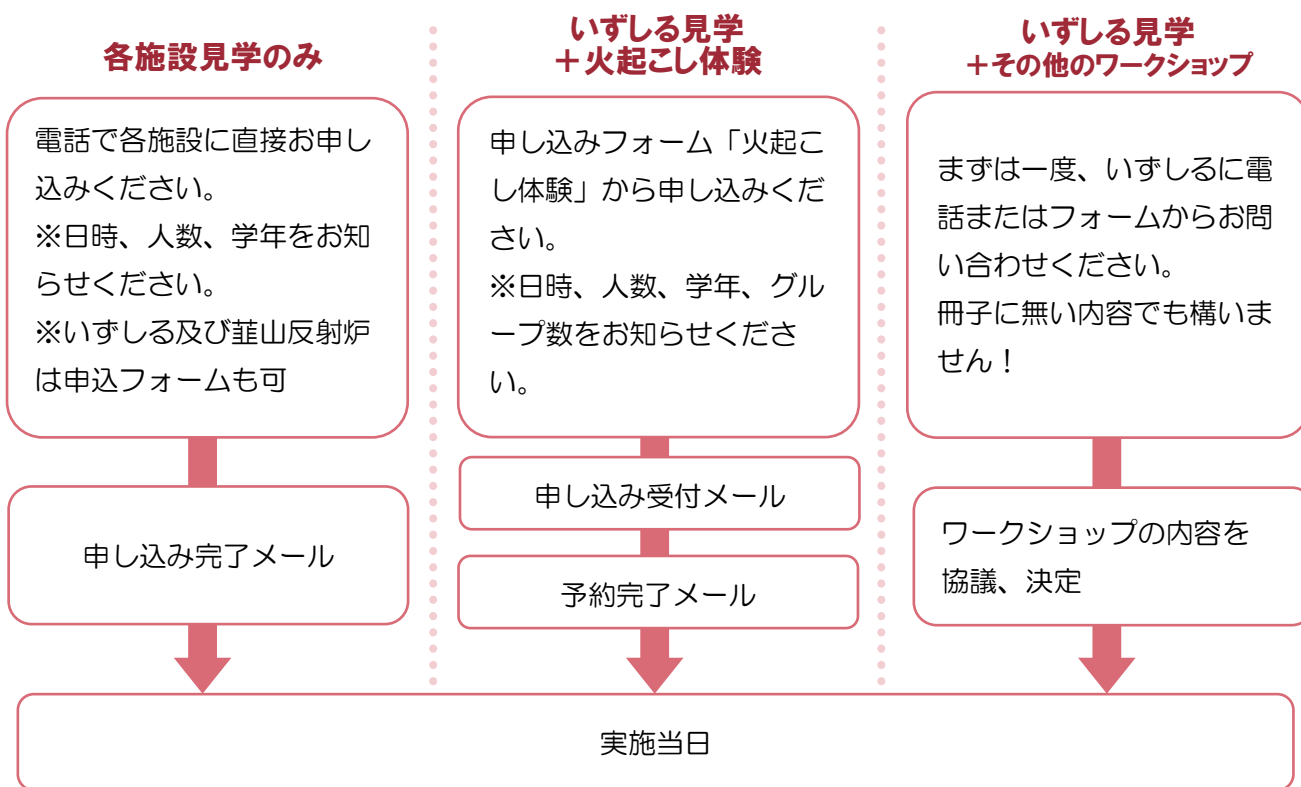 各施設見学のみ
電話で各施設に直接お申し
込みください。
※日時、人数、学年をお知
らせください。
※いずしる及び韮山反射炉
は申込フォームも可
申し込み完了メール
いずしる見学
＋火起こし体験
申し込みフォーム「火起こ
し体験」から申し込みくだ
さい。
※日時、人数、学年、グル
ープ数をお知らせくださ
い。
申し込み受付メール
予約完了メール
いずしる見学
＋その他のワークショップ
まずは一度、いずしるに電
話またはフォームからお問
い合わせください。
冊子に無い内容でも構いま
せん！
ワークショップの内容を
協議、決定
実施当日